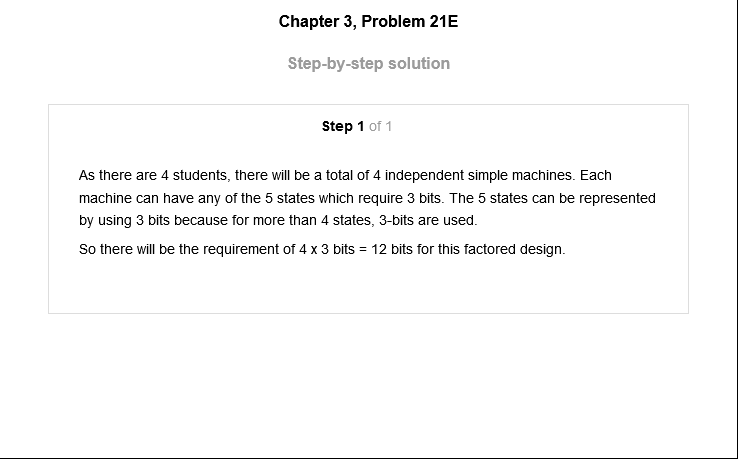 Chapter 3, Problem 21E
Step-by-step solution
Step 1 of 1
As there are 4 students, there will be a total of 4 independent simple machines. Each
machine can have any of the 5 states which require 3 bits. The 5 states can be represented
by using 3 bits because for more than 4 states, 3-bits are used.
So there will be the requirement of 4 x 3 bits = 12 bits for this factored design.